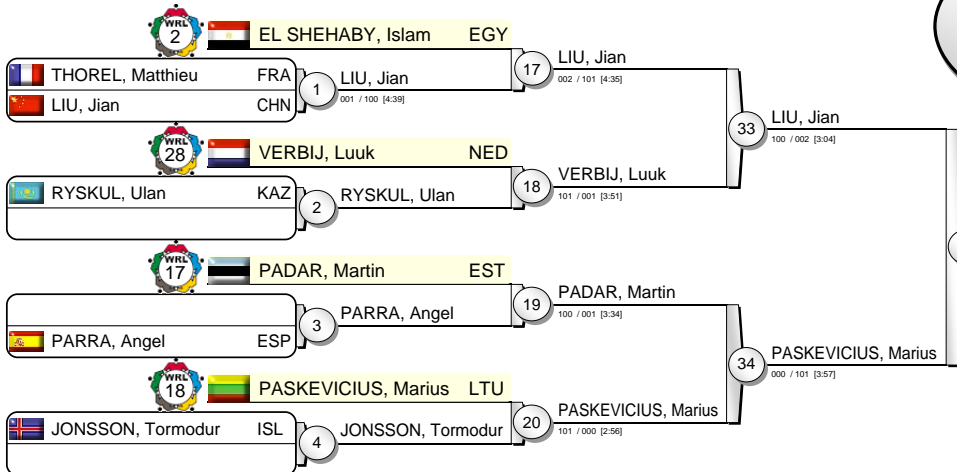 WRL
2
EL SHEHABY, Islam EGY
THOREL, Matthieu FRA
LIU, Jian CHN
1
LIU, Jian
001 / 100 [4:39]
17
LIU, Jian
002 / 101 [4:35]
WRL
28
VERBIJ, Luuk NED
RYSKUL, Ulan KAZ
2
RYSKUL, Ulan
18
VERBIJ, Luuk
101 / 001 [3:51]
33
LIU, Jian
100 / 002 [3:04]
WRL
17
PADAR, Martin EST
PARRA, Angel ESP
3
PARRA, Angel
19
PADAR, Martin
100 / 001 [3:34]
WRL
18
PASKEVICIUS, Marius LTU
JONSSON, Tormodur ISL
4
JONSSON, Tormodur
20
PASKEVICIUS, Marius
101 / 000 [2:56]
34
PASKEVICIUS, Marius
000 / 101 [3:57]